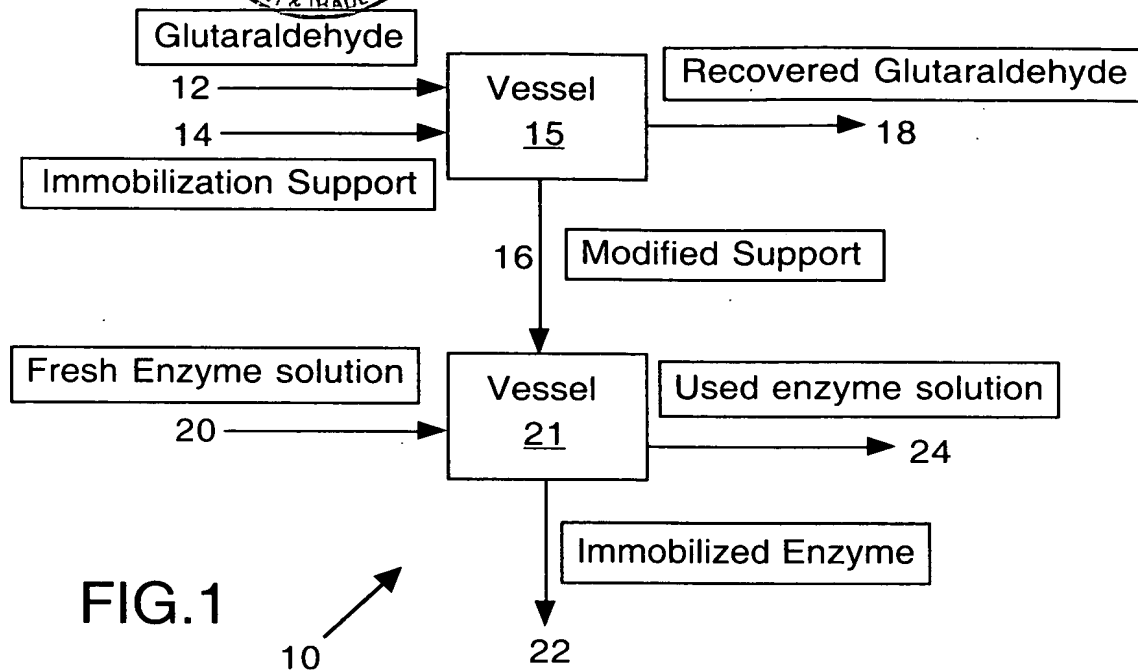 Glutaraldehyde
12
14
Immobilization Support
Vessel
15
Recovered Glutaraldehyde
18
16
Modified Support
Fresh Enzyme solution
20
Vessel
21
Used enzyme solution
24
Immobilized Enzyme
22
FIG.1
10